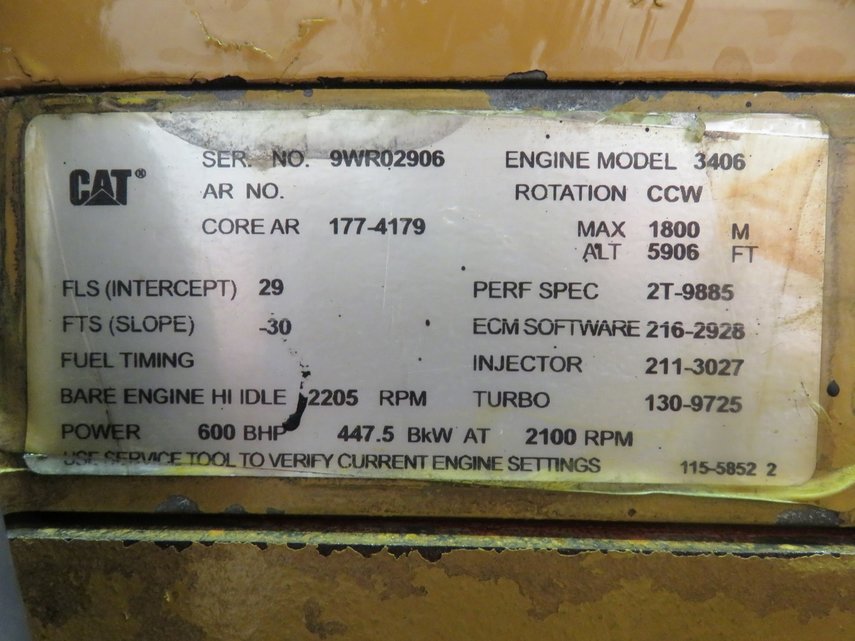 CAT® SER. NO. 9WR02906 ENGINE MODEL 3406
AR NO. ROTATION CCW
CORE AR 177-4179 MAX 1800 M
ALT 5906 FT
FLS (INTERCEPT) 29 PERF SPEC 2T-9885
FTS (SLOPE) -30 ECM SOFTWARE 216-2928
FUEL TIMING INJECTOR 211-3027
BARE ENGINE HI IDLE 2205 RPM TURBO 130-9725
POWER 600 BHP 447.5 BkW AT 2100 RPM
USE SERVICE TOOL TO VERIFY CURRENT ENGINE SETTINGS 115-5852 2